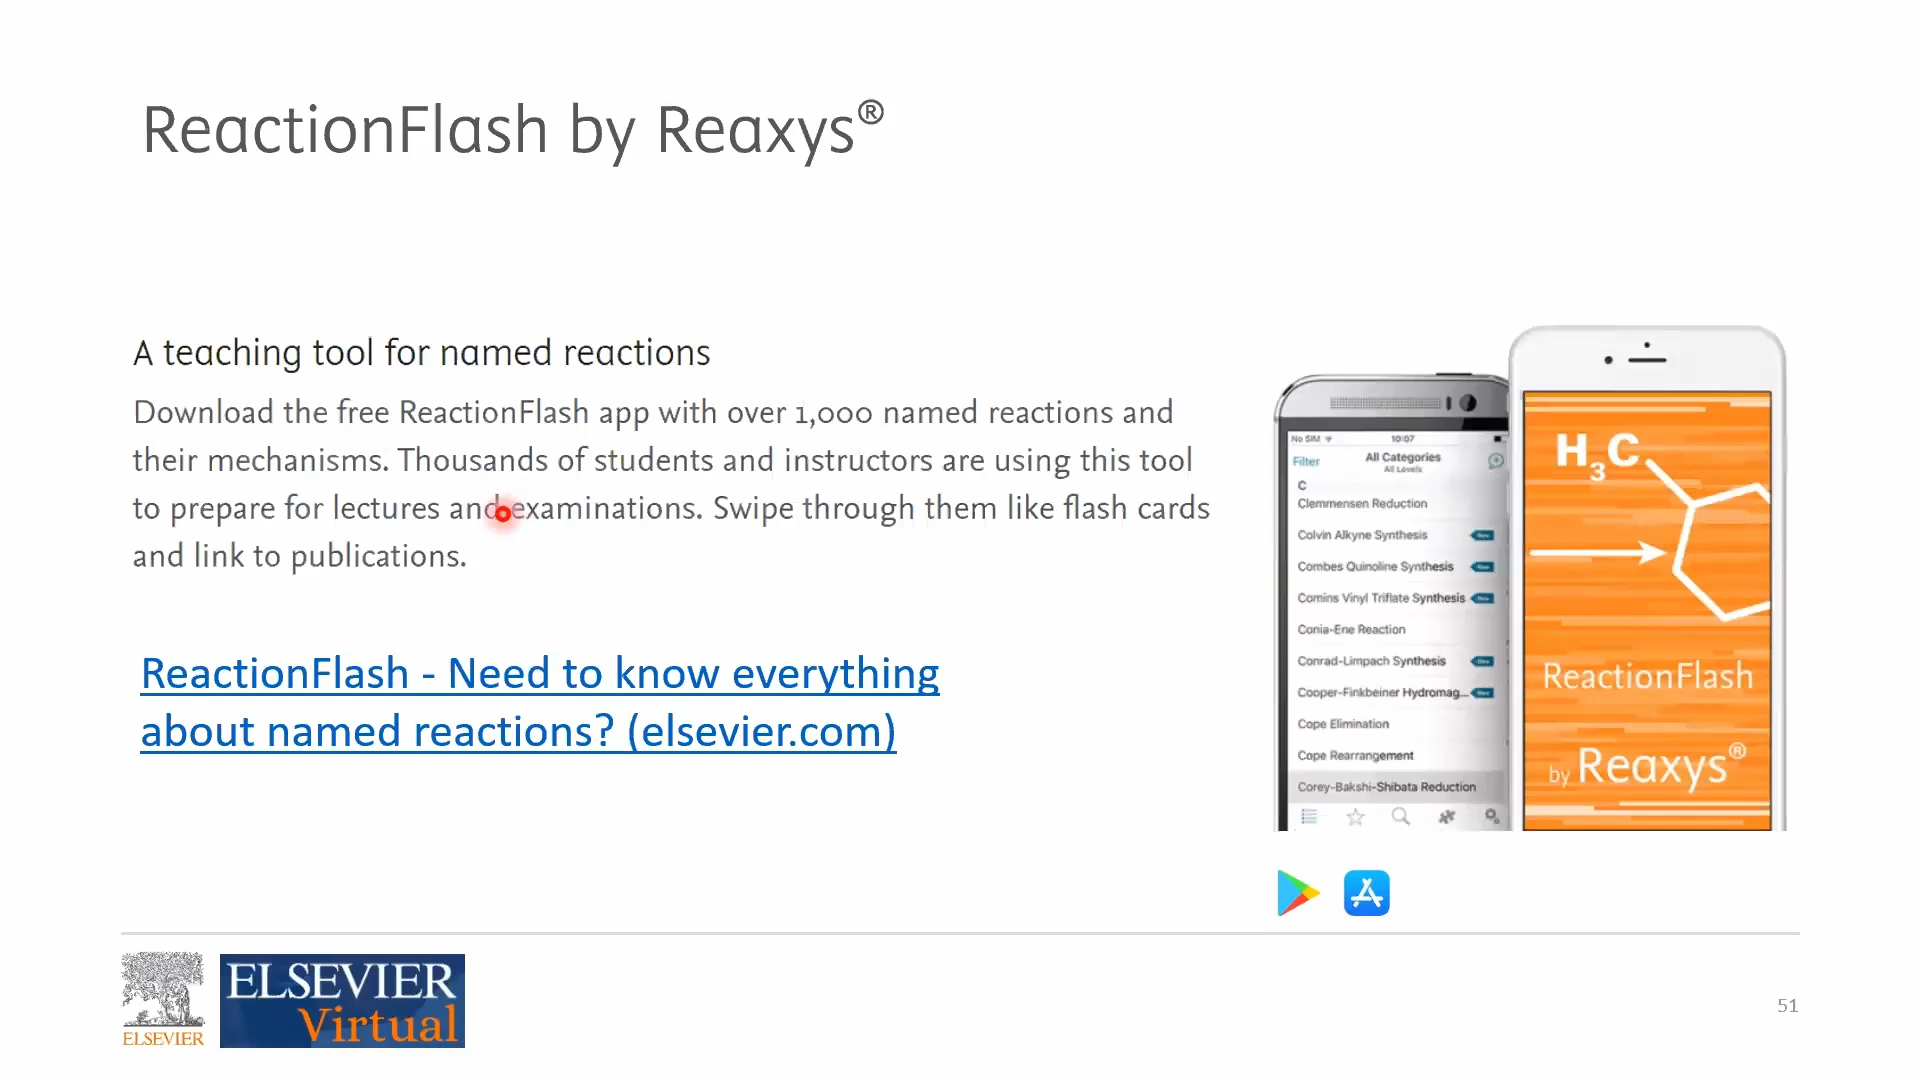 ReactionFlash by Reaxys®
A teaching tool for named reactions
Download the free ReactionFlash app with over 1,000 named reactions and
their mechanisms. Thousands of students and instructors are using this tool
to prepare for lectures and examinations. Swipe through them like flash cards
and link to publications.
ReactionFlash - Need to know everything
about named reactions? (elsevier.com)
No SIM 10:07
Filter All Categories
All Levels
C
Clemmensen Reduction
Colvin Alkyne Synthesis
Combes Quinoline Synthesis
Comins Vinyl Triflate Synthesis
Conia-Ene Reaction
Conrad-Limpach Synthesis
Cooper-Finkbeiner Hydromag...
Cope Elimination
Cope Rearrangement
Corey-Bakshi-Shibata Reduction
H3C
ReactionFlash
by Reaxys®
ELSEVIER
ELSEVIER
Virtual
51